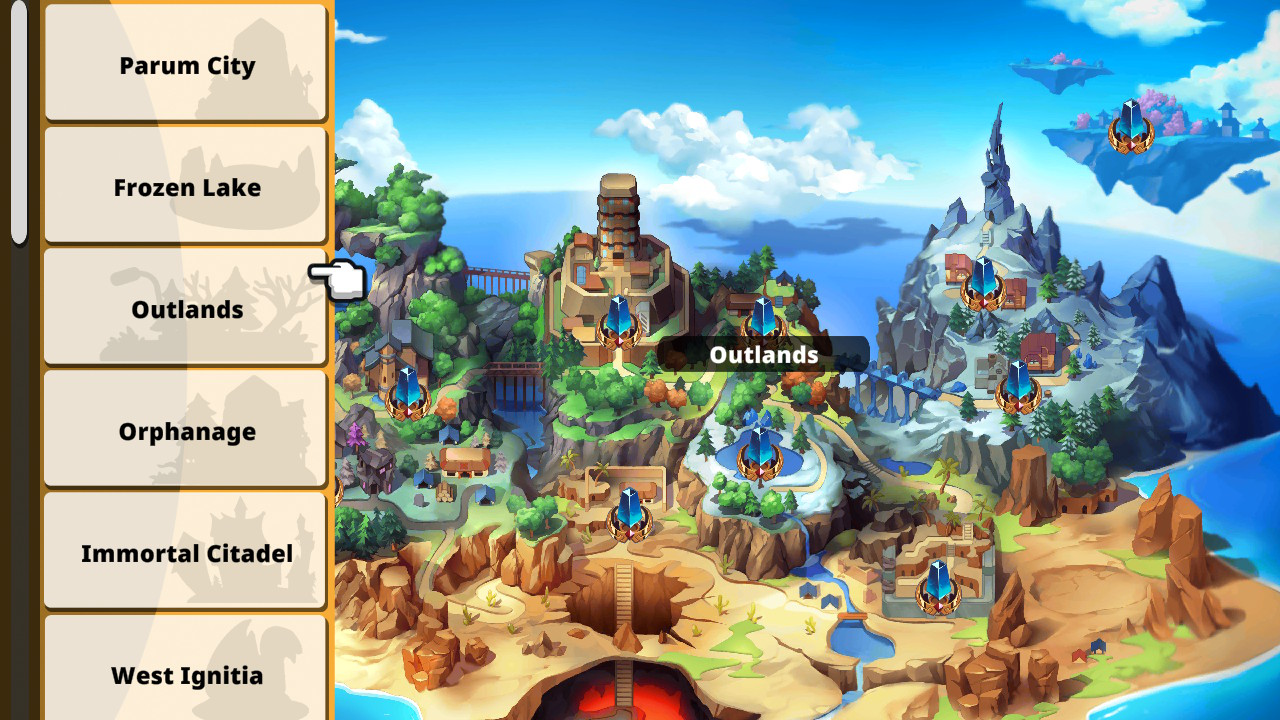 Parum City
Frozen Lake
Outlands
Orphanage
Immortal Citadel
West Ignitia
Outlands